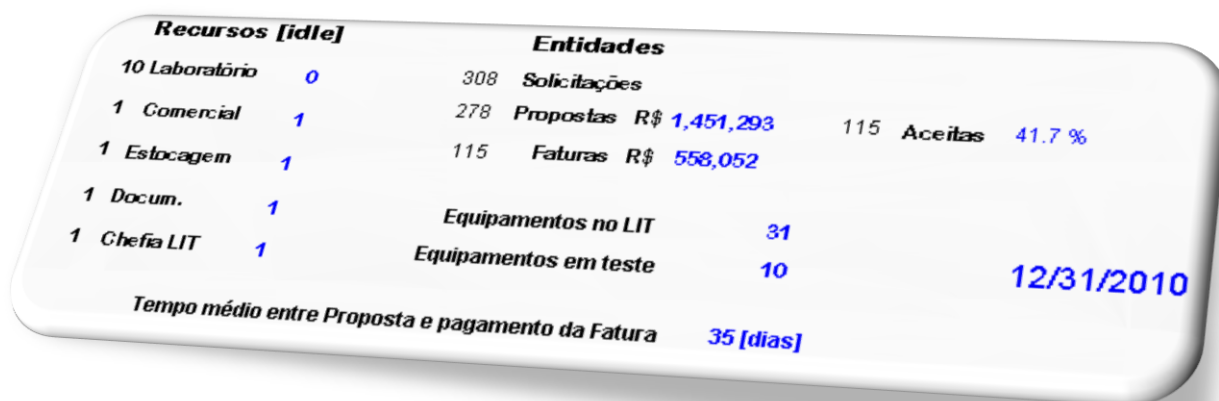 Recursos [idle]
10 Laboratório 0
1 Comercial 1
1 Estocagem 1
1 Docum. 1
1 Chefia LIT 1
Entidades
308 Solicitações
278 Propostas R$ 1,451,293 115 Aceitas 41.7 %
115 Faturas R$ 558,052
Equipamentos no LIT 31
Equipamentos em teste 10
12/31/2010
Tempo médio entre Proposta e pagamento da Fatura 35 [dias]